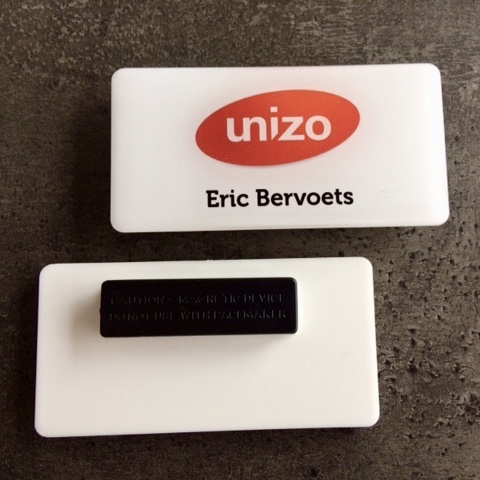 unizo
Eric Bervoets
CAUTION: MAGNETIC DEVICE
DO NOT USE WITH PACEMAKER